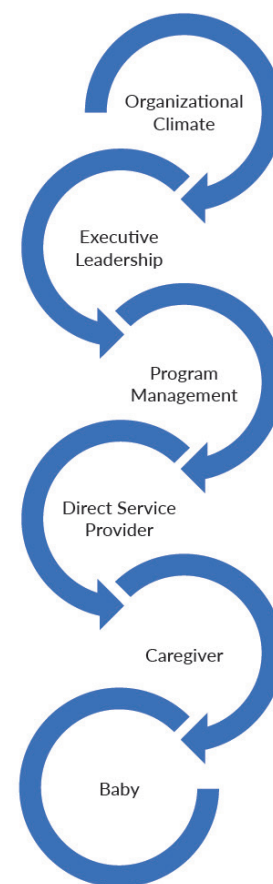 Organizational
Climate
Executive
Leadership
Program
Management
Direct Service
Provider
Caregiver
Baby